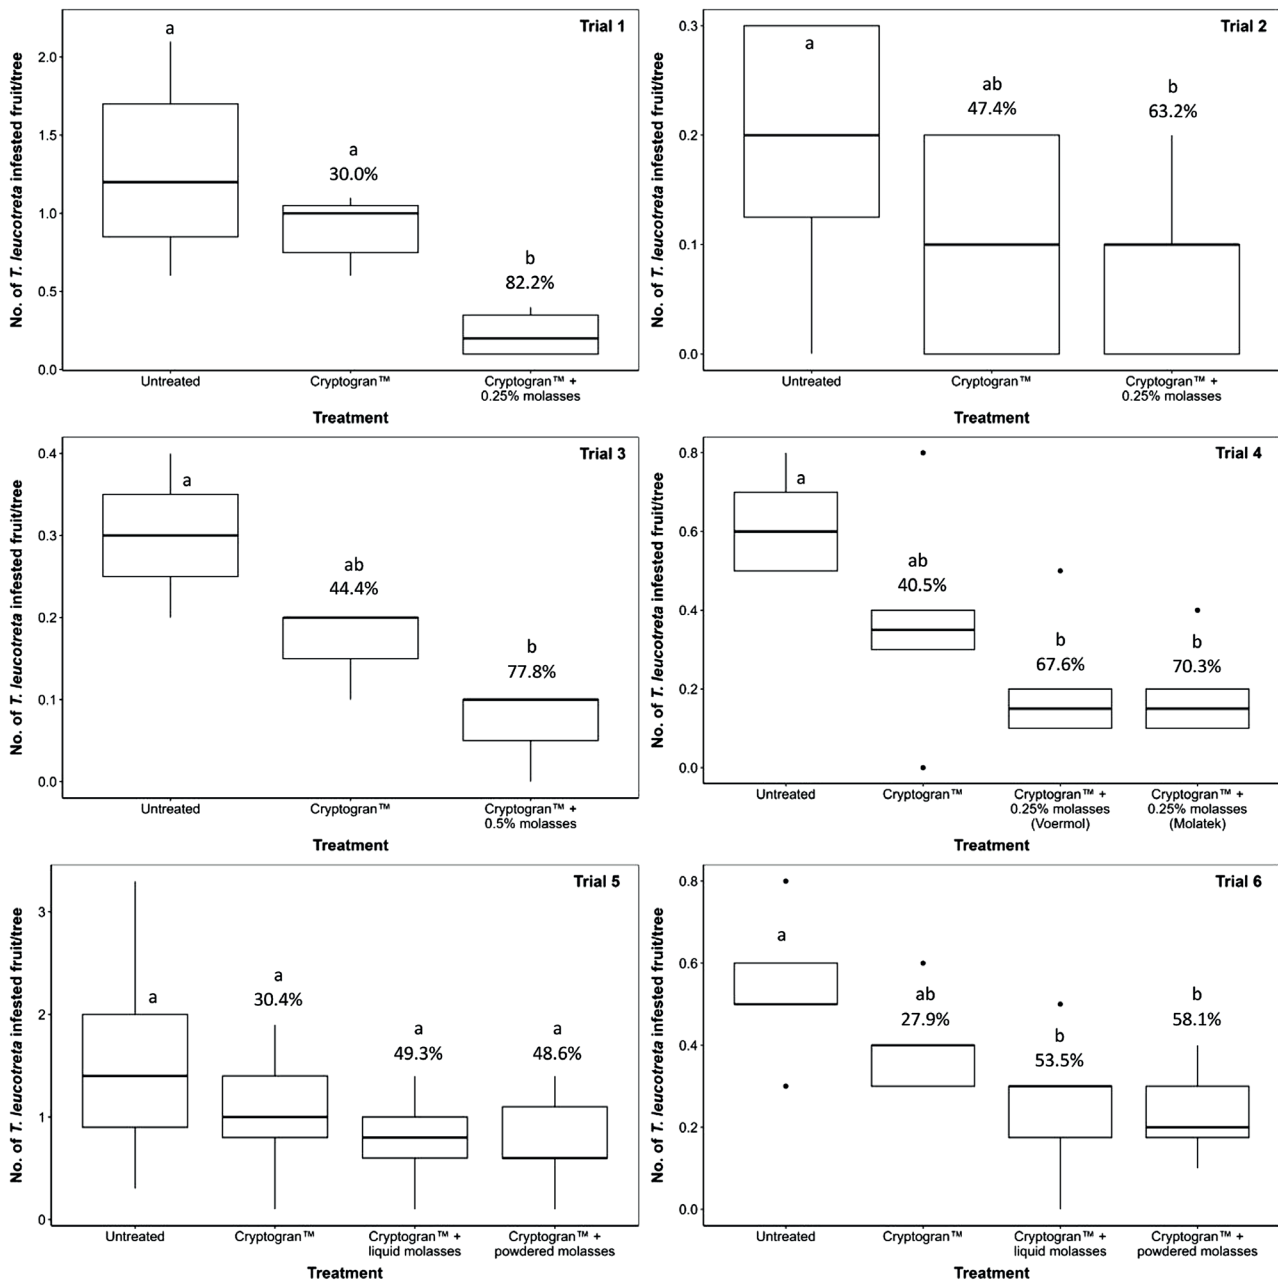 Trial 1
No. of T. leucotreta infested fruit/tree
2.0
1.5
1.0
0.5
0.0
a
a
30.0%
b
82.2%
Untreated
Cryptogran™
Cryptogran™ +
0.25% molasses
Treatment
Trial 2
No. of T. leucotreta infested fruit/tree
0.3
0.2
0.1
0.0
a
ab
47.4%
b
63.2%
Untreated
Cryptogran™
Cryptogran™ +
0.25% molasses
Treatment
Trial 3
No. of T. leucotreta infested fruit/tree
0.4
0.3
0.2
0.1
0.0
a
ab
44.4%
b
77.8%
Untreated
Cryptogran™
Cryptogran™ +
0.5% molasses
Treatment
Trial 4
No. of T. leucotreta infested fruit/tree
0.8
0.6
0.4
0.2
0.0
a
ab
40.5%
b
67.6%
b
70.3%
Untreated
Cryptogran™
Cryptogran™ +
0.25% molasses
(Voermol)
Cryptogran™ +
0.25% molasses
(Molatek)
Treatment
Trial 5
No. of T. leucotreta infested fruit/tree
3
2
1
0
a
a
30.4%
a
49.3%
a
48.6%
Untreated
Cryptogran™
Cryptogran™ +
liquid molasses
Cryptogran™ +
powdered molasses
Treatment
Trial 6
No. of T. leucotreta infested fruit/tree
0.8
0.6
0.4
0.2
0.0
a
ab
27.9%
b
53.5%
b
58.1%
Untreated
Cryptogran™
Cryptogran™ +
liquid molasses
Cryptogran™ +
powdered molasses
Treatment